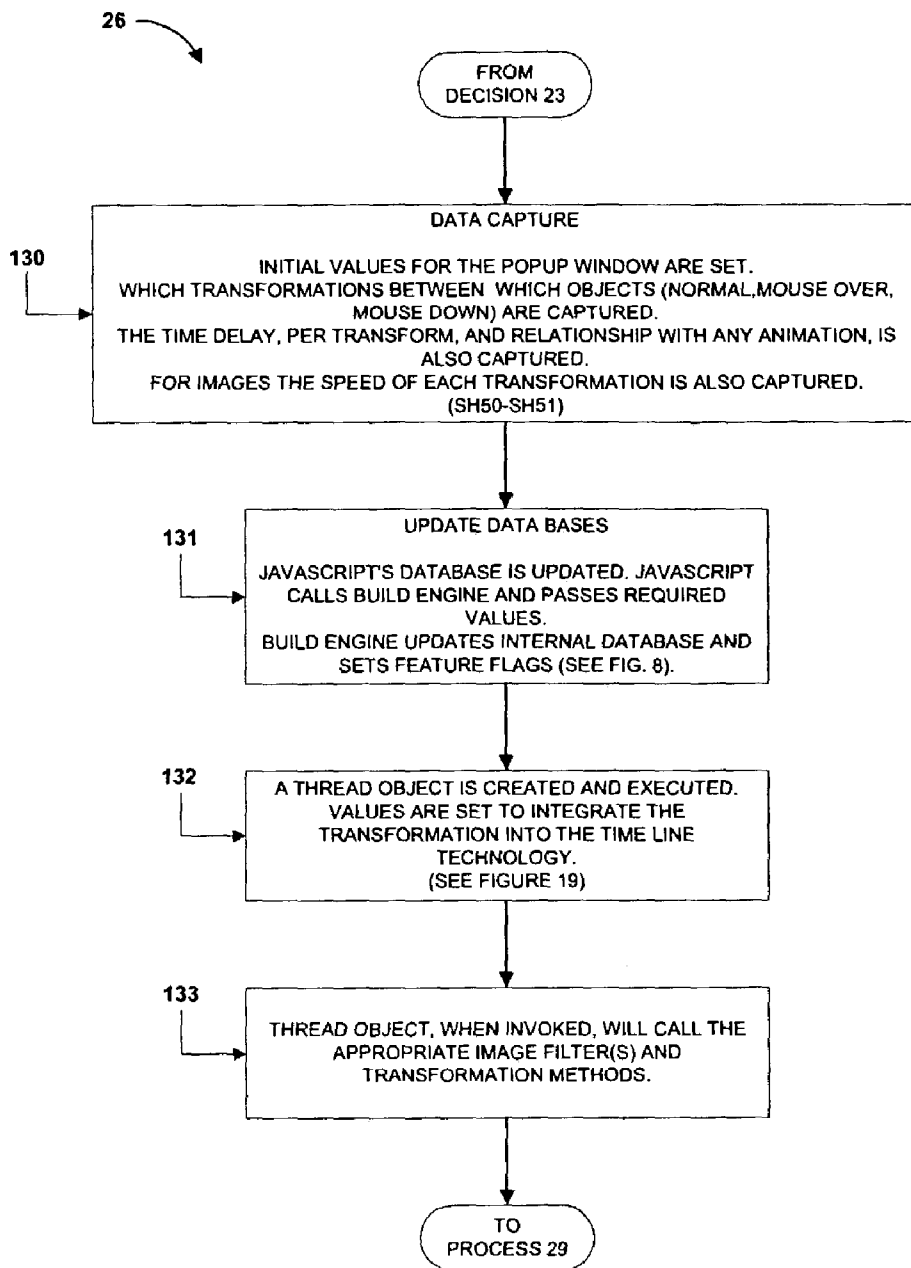 26
FROM
DECISION 23
DATA CAPTURE
130
INITIAL VALUES FOR THE POPUP WINDOW ARE SET.
WHICH TRANSFORMATIONS BETWEEN WHICH OBJECTS (NORMAL,MOUSE OVER,
MOUSE DOWN) ARE CAPTURED.
THE TIME DELAY, PER TRANSFORM, AND RELATIONSHIP WITH ANY ANIMATION, IS
ALSO CAPTURED.
FOR IMAGES THE SPEED OF EACH TRANSFORMATION IS ALSO CAPTURED.
(SH50-SH51)
131
UPDATE DATA BASES
JAVASCRIPT'S DATABASE IS UPDATED. JAVASCRIPT
CALLS BUILD ENGINE AND PASSES REQUIRED
VALUES.
BUILD ENGINE UPDATES INTERNAL DATABASE AND
SETS FEATURE FLAGS (SEE FIG. 8).
132
A THREAD OBJECT IS CREATED AND EXECUTED.
VALUES ARE SET TO INTEGRATE THE
TRANSFORMATION INTO THE TIME LINE
TECHNOLOGY.
(SEE FIGURE 19)
133
THREAD OBJECT, WHEN INVOKED, WILL CALL THE
APPROPRIATE IMAGE FILTER(S) AND
TRANSFORMATION METHODS.
TO
PROCESS 29